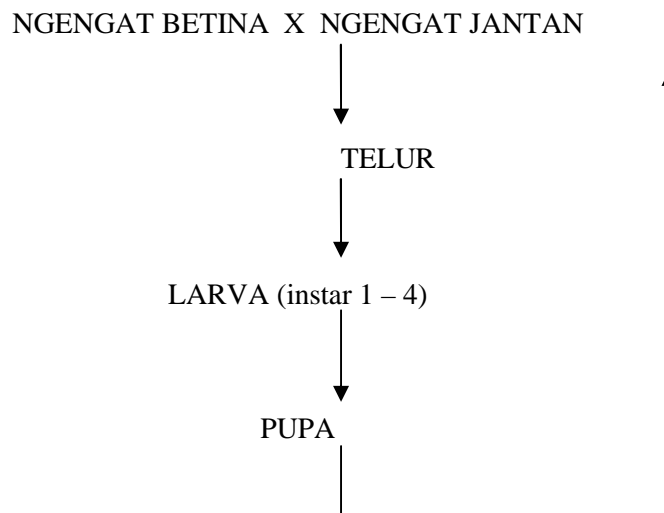 NGENGAT BETINA X NGENGAT JANTAN
TELUR
LARVA (instar 1 – 4)
PUPA